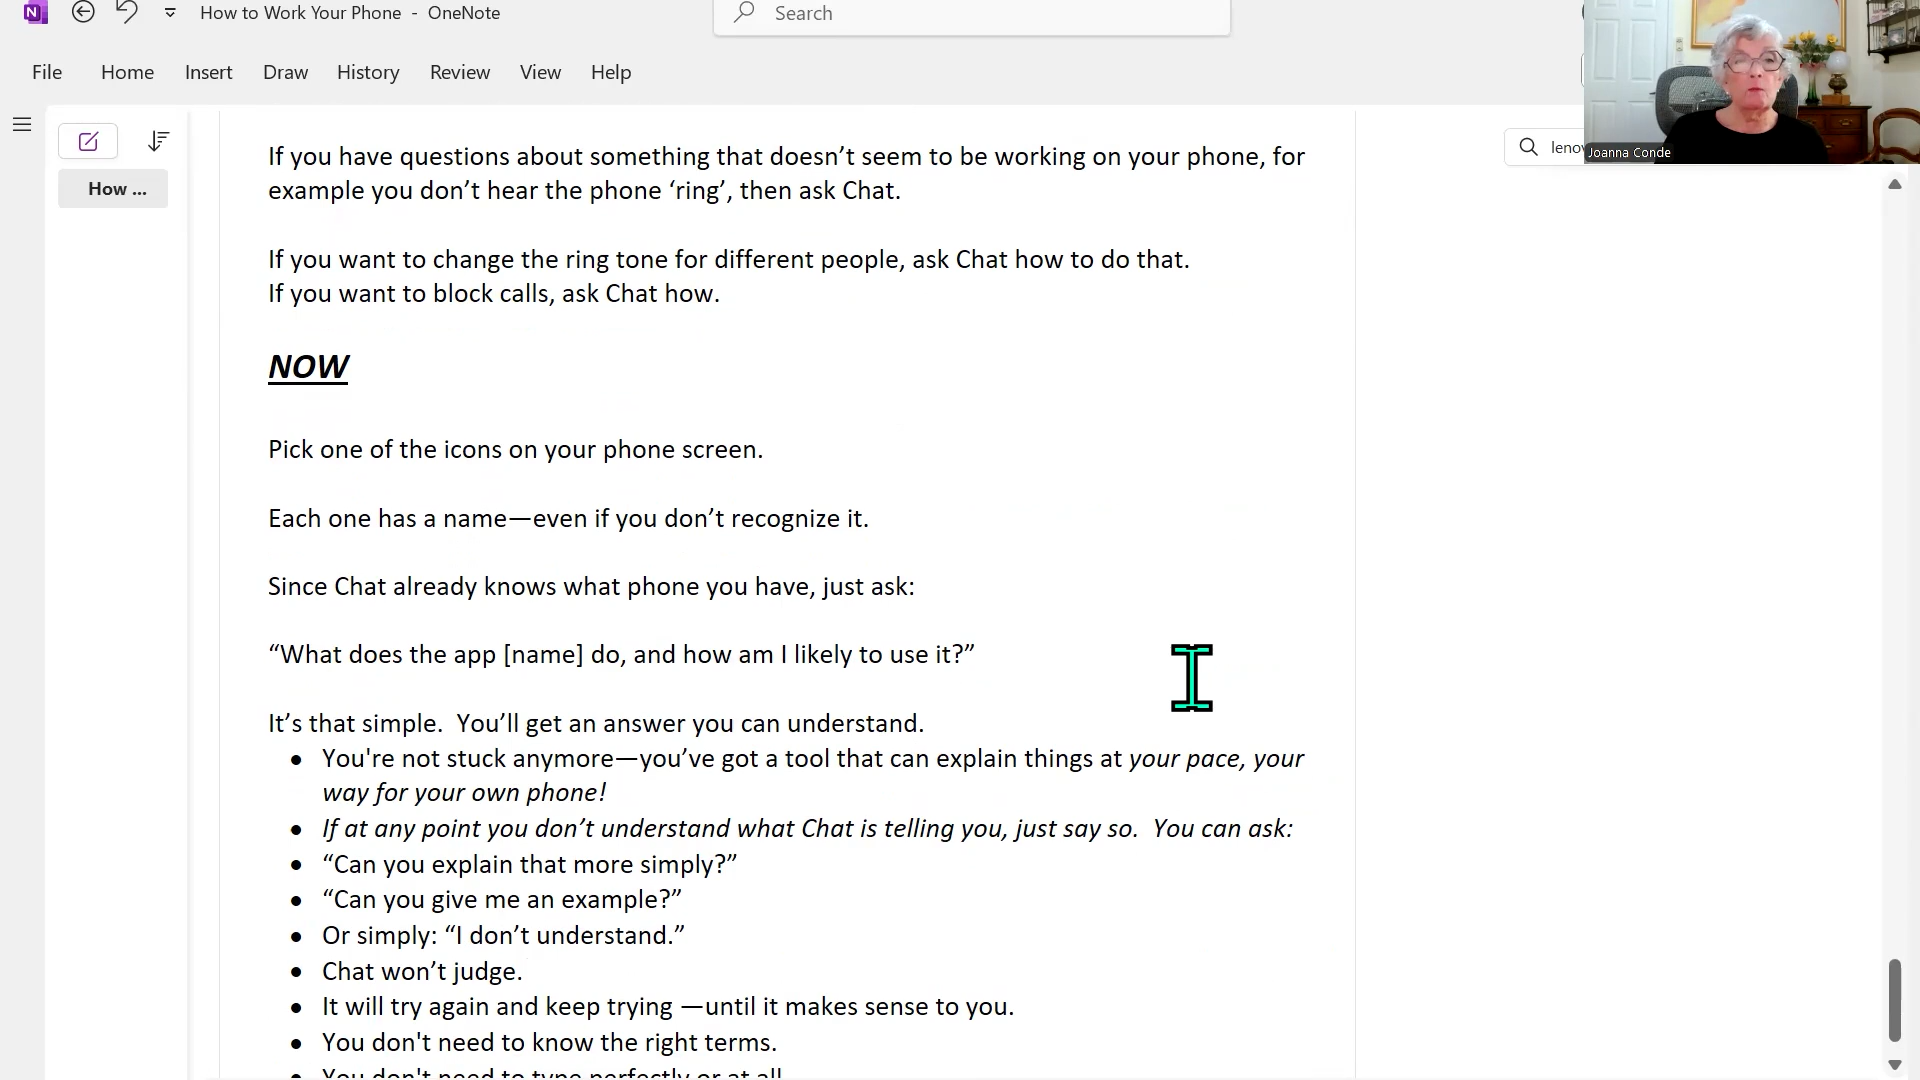 How to Work Your Phone - OneNote
Search
File Home Insert Draw History Review View Help
Joanna Conde
How ...
If you have questions about something that doesn’t seem to be working on your phone, for
example you don’t hear the phone ‘ring’, then ask Chat.
If you want to change the ring tone for different people, ask Chat how to do that.
If you want to block calls, ask Chat how.
NOW
Pick one of the icons on your phone screen.
Each one has a name—even if you don’t recognize it.
Since Chat already knows what phone you have, just ask:
“What does the app [name] do, and how am I likely to use it?”
It’s that simple.  You’ll get an answer you can understand.
• You're not stuck anymore—you’ve got a tool that can explain things at your pace, your
way for your own phone!
• If at any point you don’t understand what Chat is telling you, just say so.  You can ask:
• “Can you explain that more simply?”
• “Can you give me an example?”
• Or simply: “I don’t understand.”
• Chat won’t judge.
• It will try again and keep trying —until it makes sense to you.
• You don't need to know the right terms.
• You don't need to type perfectly or at all